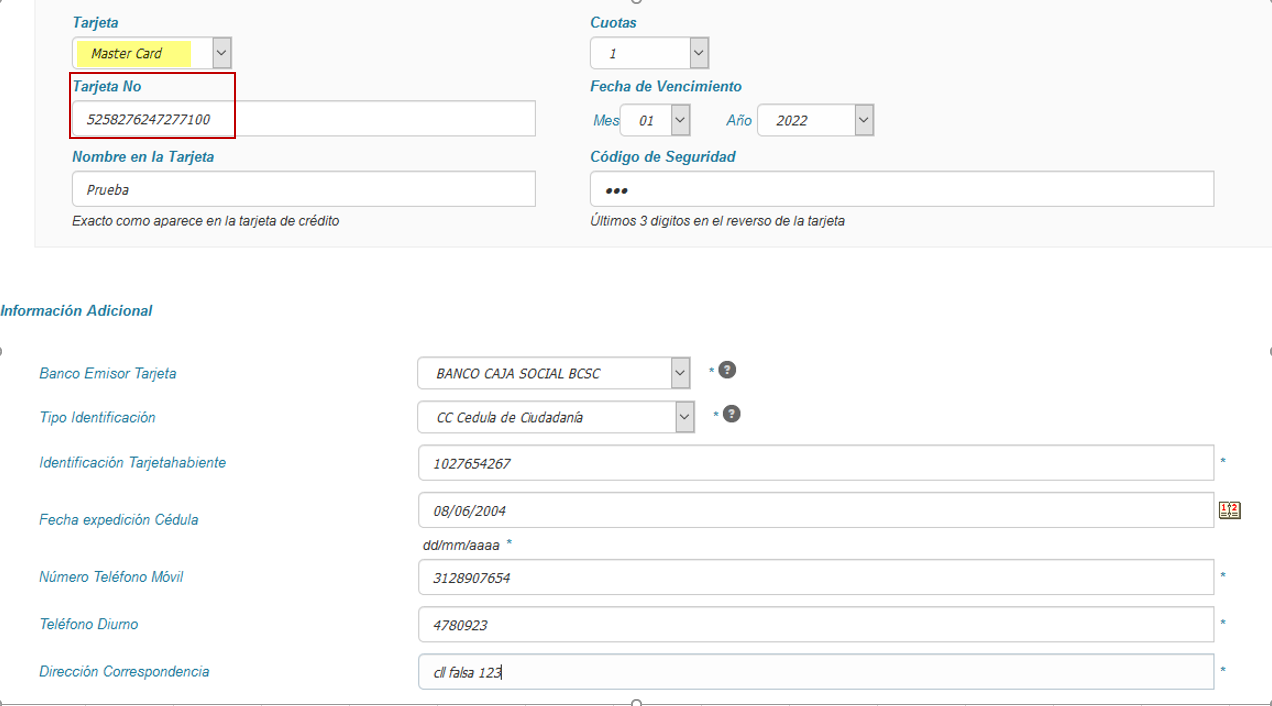 Tarjeta
Cuotas
Master Card
1
Tarjeta No
Fecha de Vencimiento
5258276247277100
Mes 01 Año 2022
Nombre en la Tarjeta
Código de Seguridad
Prueba
•••
Exacto como aparece en la tarjeta de crédito
Últimos 3 digitos en el reverso de la tarjeta
Información Adicional
Banco Emisor Tarjeta BANCO CAJA SOCIAL BCSC * ?
Tipo Identificación CC Cedula de Ciudadanía * ?
Identificación Tarjetahabiente 1027654267 *
Fecha expedición Cédula 08/06/2004
dd/mm/aaaa *
Número Teléfono Móvil 3128907654 *
Teléfono Diurno 4780923 *
Dirección Correspondencia cll falsa 123 *